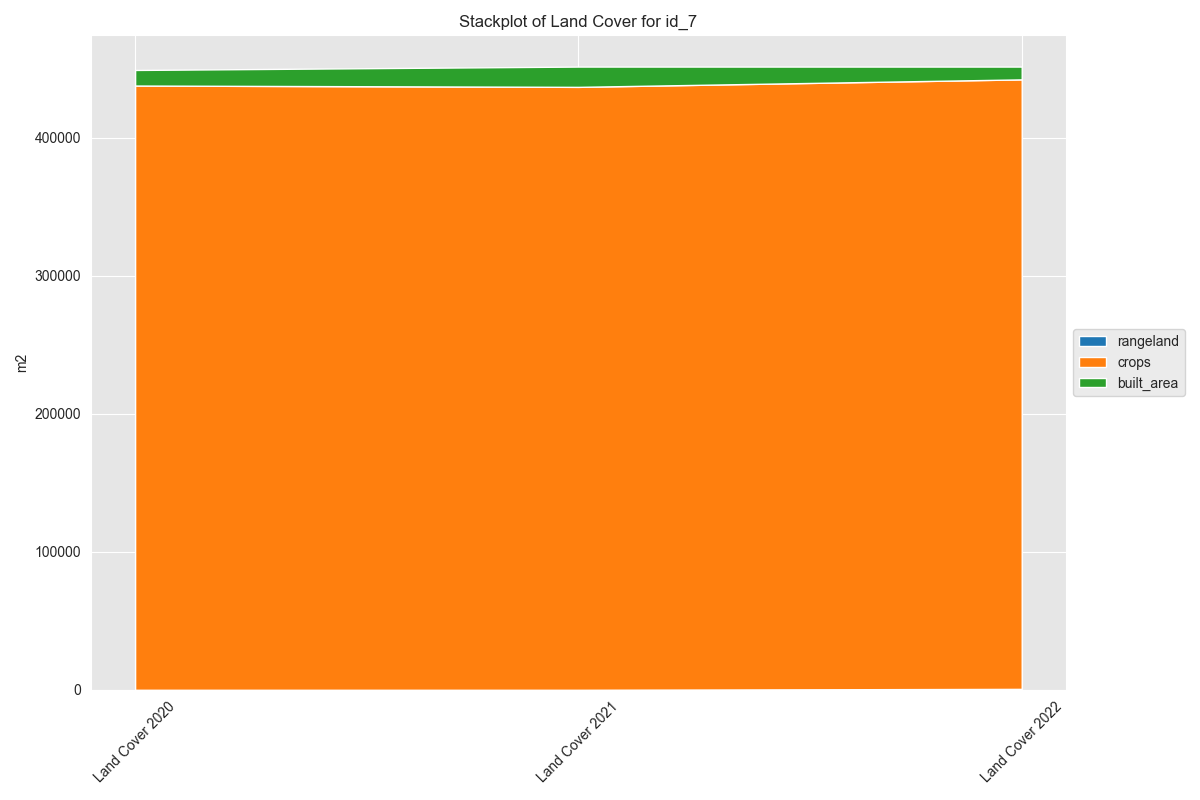 Stackplot of Land Cover for id_7
400000
300000
200000
100000
0
m2
Land Cover 2020
Land Cover 2021
Land Cover 2022
rangeland
crops
built_area